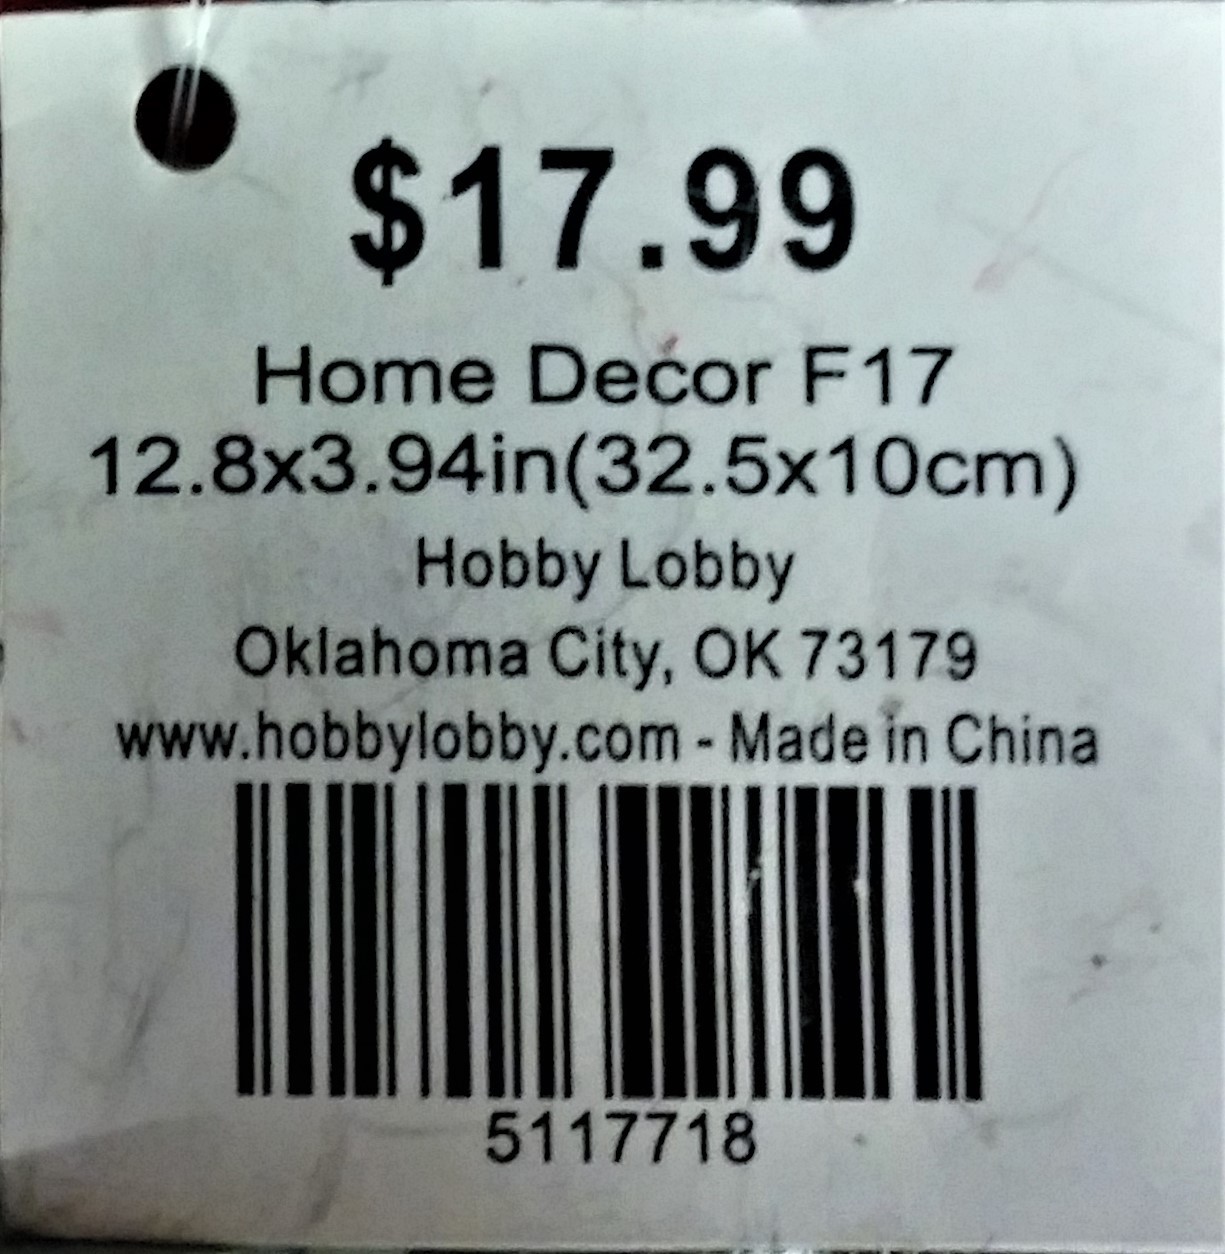 $17.99
Home Decor F17
12.8x3.94in(32.5x10cm)
Hobby Lobby
Oklahoma City, OK 73179
www.hobbylobby.com - Made in China
5117718